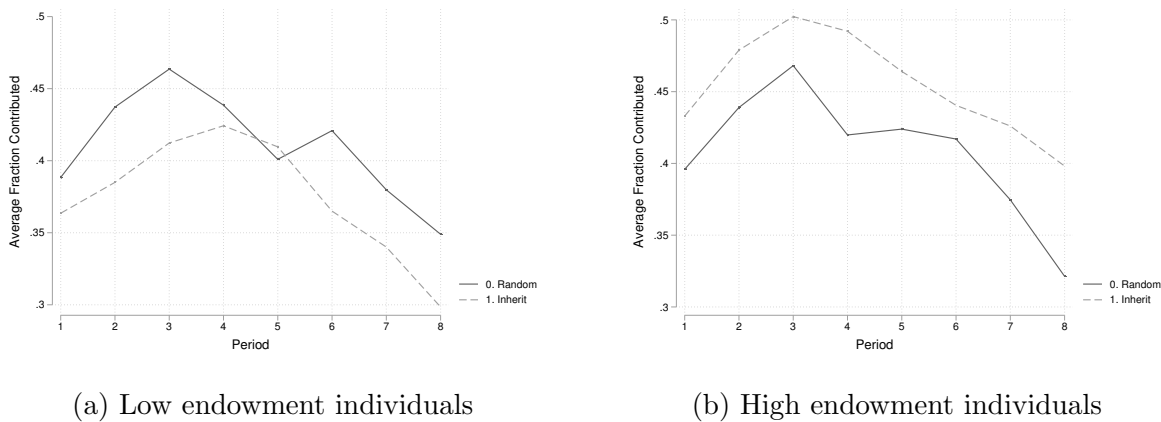 .5
.45
.4
.35
.3
Average Fraction Contributed
1 2 3 4 5 6 7 8
Period
0. Random
1. Inherit
(a) Low endowment individuals
.5
.45
.4
.35
.3
Average Fraction Contributed
1 2 3 4 5 6 7 8
Period
0. Random
1. Inherit
(b) High endowment individuals